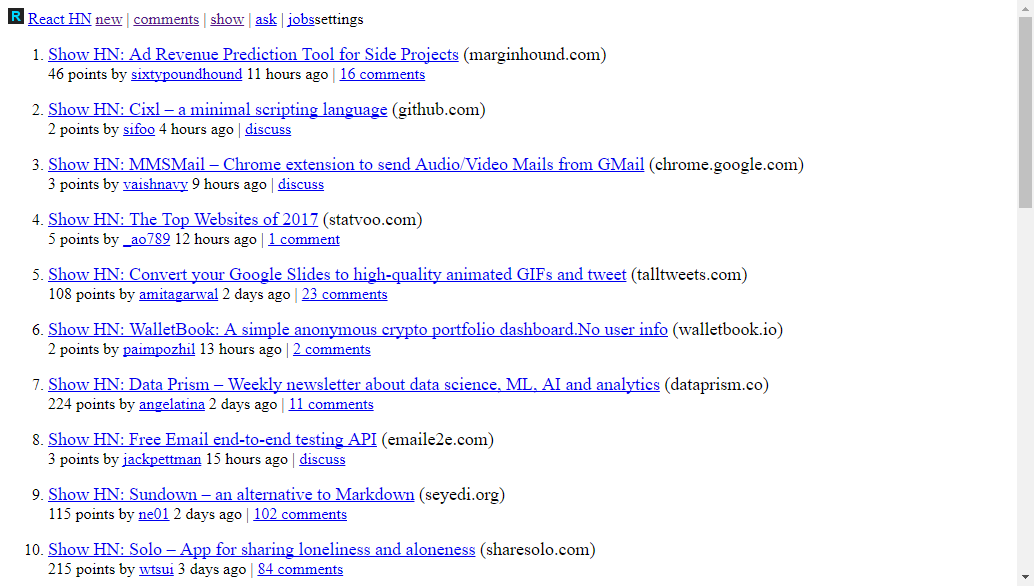 R React HN new | comments | show | ask | jobssettings
1. Show HN: Ad Revenue Prediction Tool for Side Projects (marginhound.com)
46 points by sixtypoundhound 11 hours ago | 16 comments
2. Show HN: Cixl – a minimal scripting language (github.com)
2 points by sifoo 4 hours ago | discuss
3. Show HN: MMSMail – Chrome extension to send Audio/Video Mails from GMail (chrome.google.com)
3 points by vaishnavy 9 hours ago | discuss
4. Show HN: The Top Websites of 2017 (statvoo.com)
5 points by _ao789 12 hours ago | 1 comment
5. Show HN: Convert your Google Slides to high-quality animated GIFs and tweet (talltweets.com)
108 points by amitagarwal 2 days ago | 23 comments
6. Show HN: WalletBook: A simple anonymous crypto portfolio dashboard.No user info (walletbook.io)
2 points by paimpozhil 13 hours ago | 2 comments
7. Show HN: Data Prism – Weekly newsletter about data science, ML, AI and analytics (dataprism.co)
224 points by angelatina 2 days ago | 11 comments
8. Show HN: Free Email end-to-end testing API (emaile2e.com)
3 points by jackpettman 15 hours ago | discuss
9. Show HN: Sundown – an alternative to Markdown (seyedi.org)
115 points by ne01 2 days ago | 102 comments
10. Show HN: Solo – App for sharing loneliness and aloneness (sharesolo.com)
215 points by wtsui 3 days ago | 84 comments